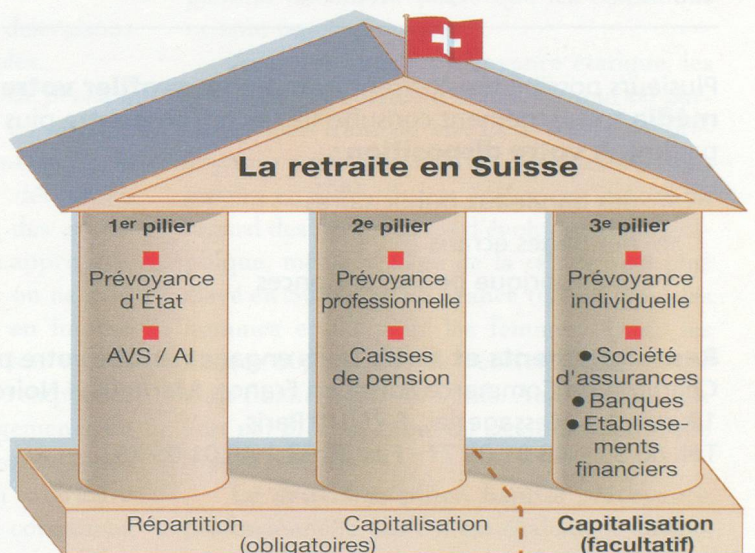 La retraite en Suisse
1er pilier
Prévoyance
d'État
AVS / AI
2e pilier
Prévoyance
professionnelle
Caisses
de pension
3e pilier
Prévoyance
individuelle
● Société
d'assurances
● Banques
● Etablisse-
ments
financiers
Répartition
Capitalisation
(obligatoires)
Capitalisation
(facultatif)